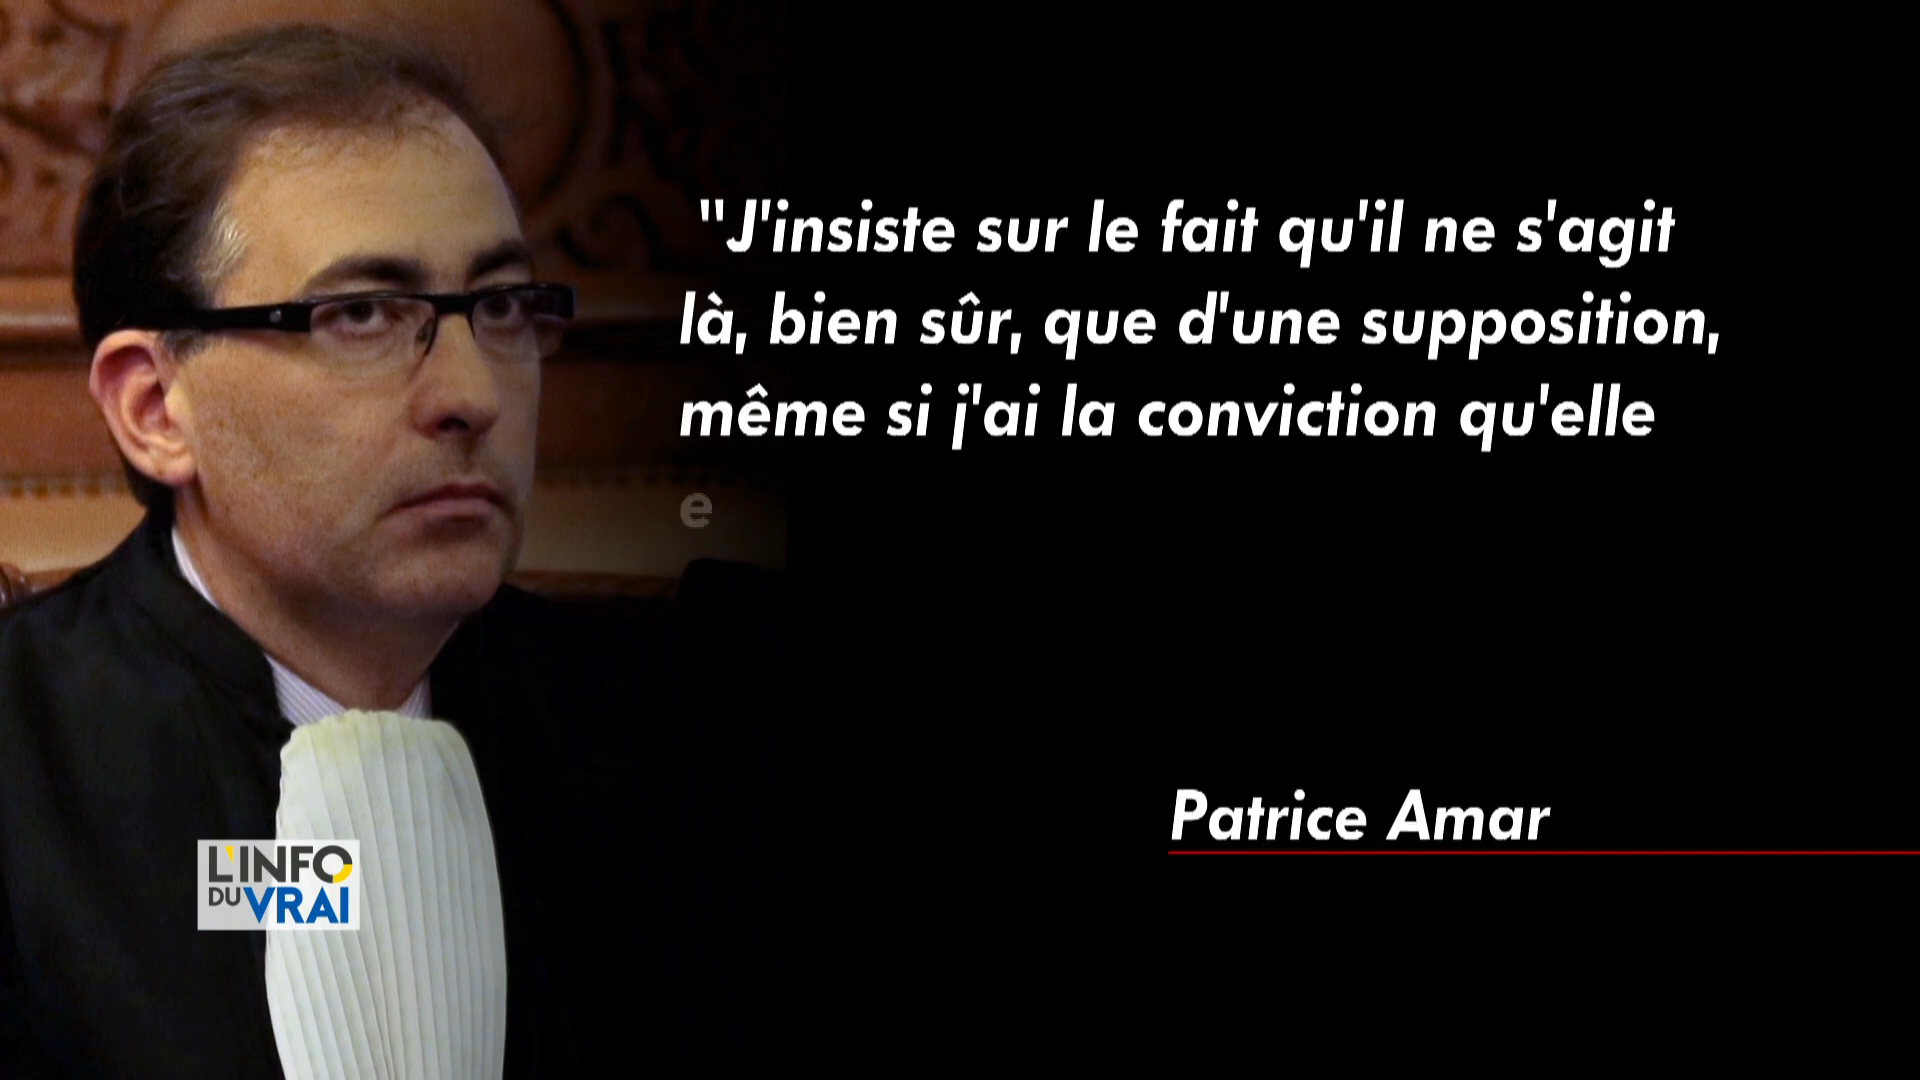 "J'insiste sur le fait qu'il ne s'agit
là, bien sûr, que d'une supposition,
même si j'ai la conviction qu'elle
e
Patrice Amar
L'INFO
DU VRAI